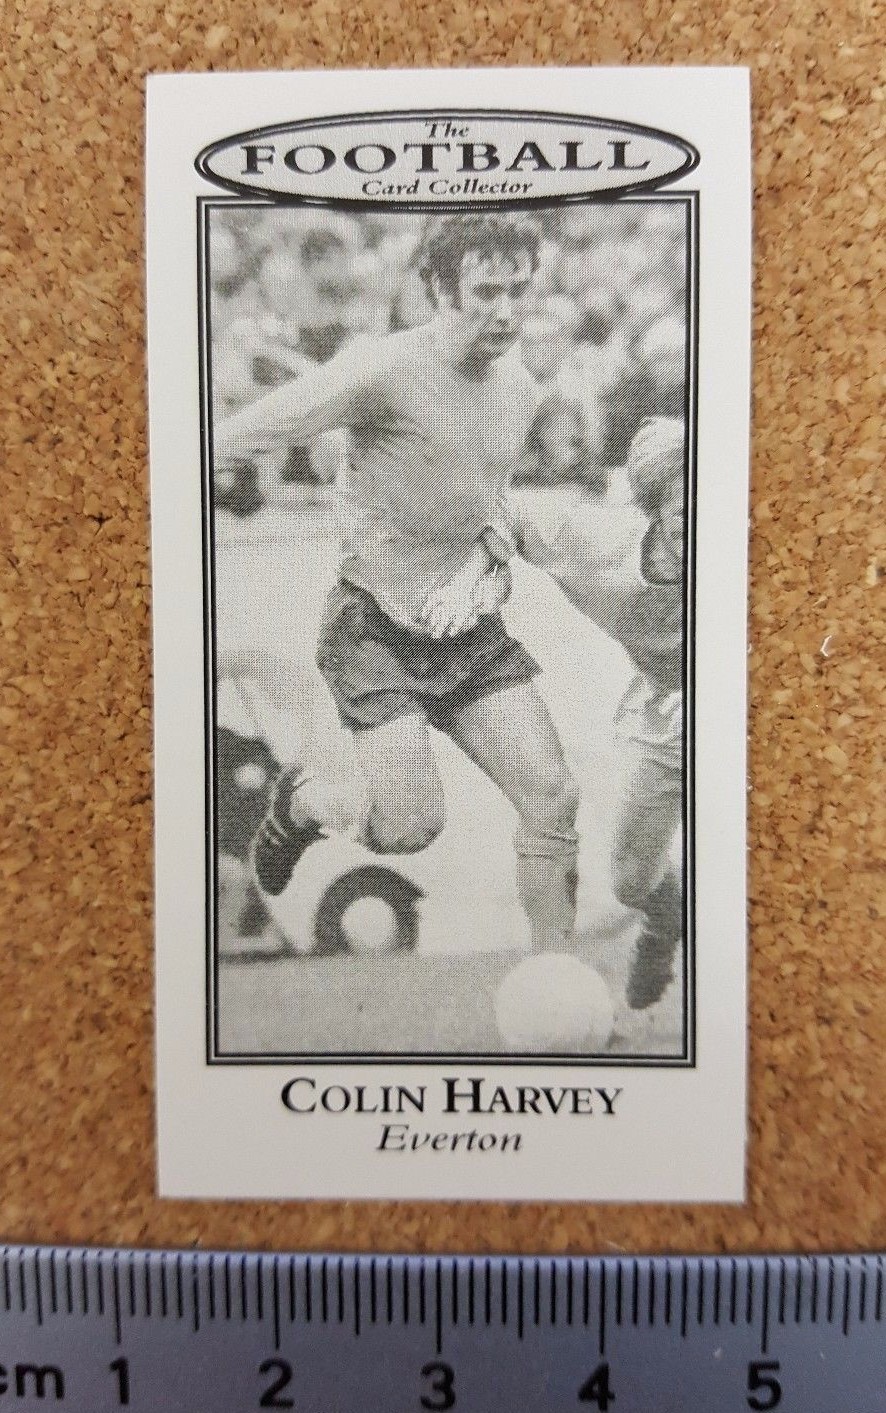 The
FOOTBALL
Card Collector
COLIN HARVEY
Everton
cm 1 2 3 4 5